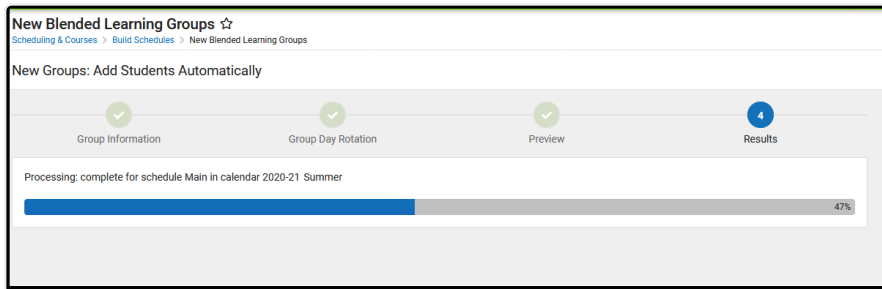 New Blended Learning Groups
Scheduling & Courses > Build Schedules > New Blended Learning Groups
New Groups: Add Students Automatically
4
Group Information Group Day Rotation Preview Results
Processing: complete for schedule Main in calendar 2020-21 Summer
47%